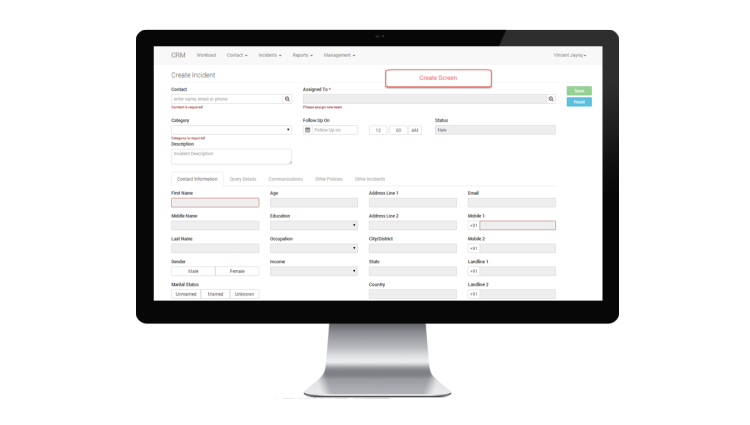 CRM Workload Contact Incidents Reports Management Vincent Jayraj
Create Incident
Create Screen
Contact Assigned To *
enter name, email or phone
Save
Contact is required Please assign new team
Reset
Category Follow Up On Status
Follow Up on 12 : 00 AM New
Category is required
Description
Incident Description
Contact Information Query Details Communications Other Policies Other Incidents
First Name Age Address Line 1 Email
Middle Name Education Address Line 2 Mobile 1
+91
Last Name Occupation City/District Mobile 2
+91
Gender Income State Landline 1
Male Female +91
Marital Status Country Landline 2
Unmarried Married Unknown +91